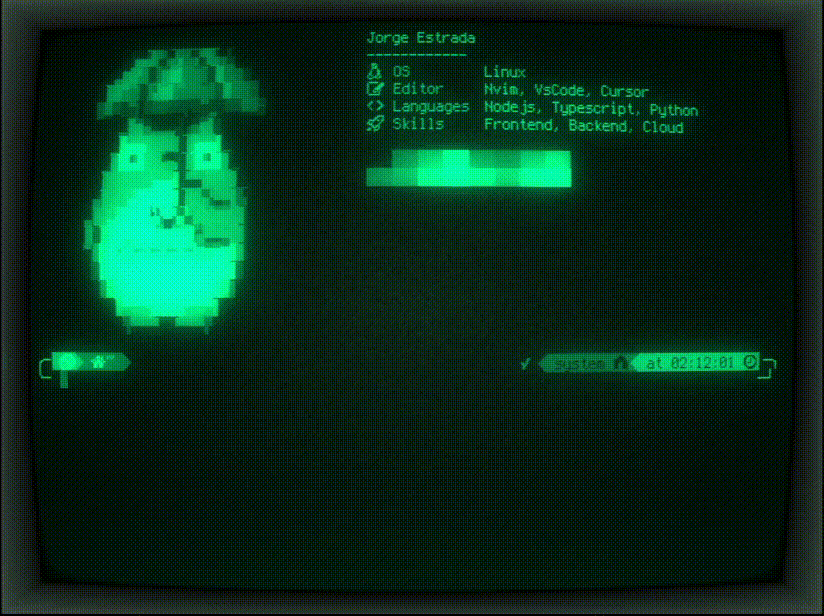 Jorge Estrada
-------------
OS Linux
Editor Nvim, VsCode, Cursor
Languages Nodejs, Typescript, Python
Skills Frontend, Backend, Cloud
~ ✓ system at 02:12:01